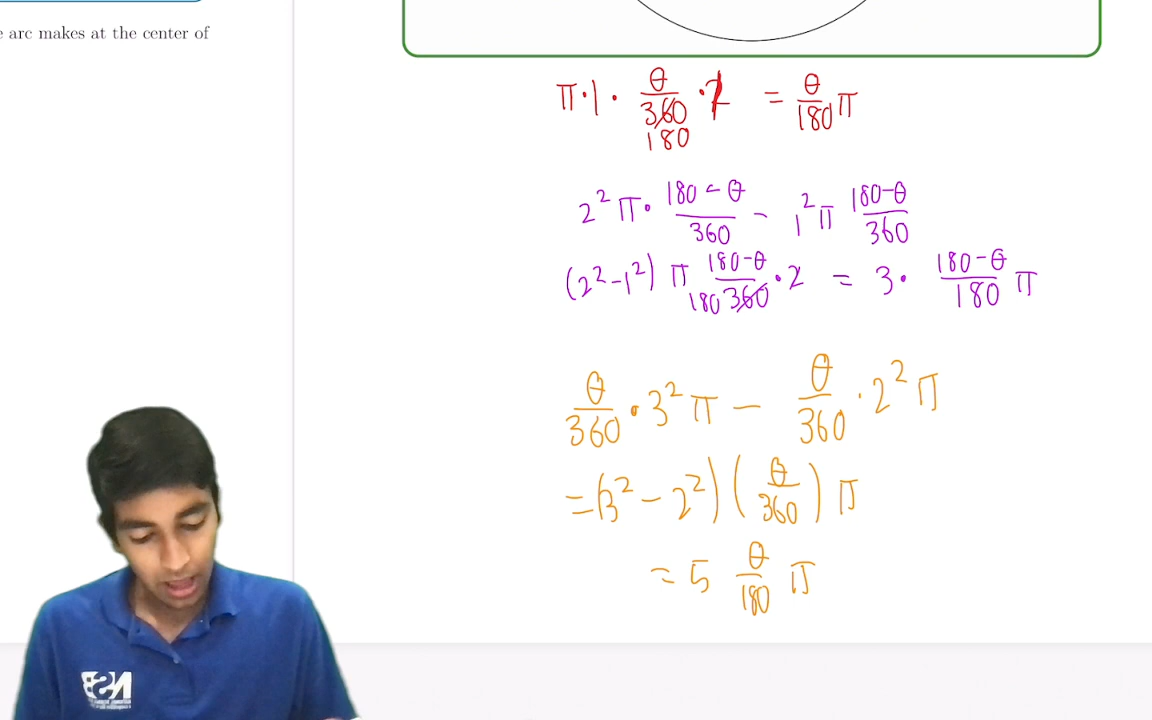 e arc makes at the center of
π·1· θ/360 180 ·2 = θ/180 π
2² π· 180-θ/360 - 1² π 180-θ/360
(2²-1²) π 180-θ/180 360 ·2 = 3· 180-θ/180 π
θ/360 · 3² π - θ/360 · 2² π
=(3² - 2²) (θ/360) π
= 5 θ/180 π